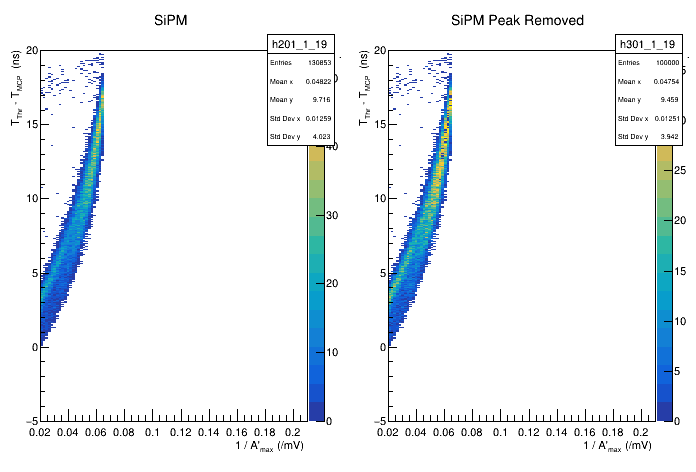 SiPM
h201_1_19
Entries 130853
Mean x 0.04822
Mean y 9.716
Std Dev x 0.01259
Std Dev y 4.023
T_Thr - T_MCP (ns)
20
15
10
5
0
−5
0.02 0.04 0.06 0.08 0.1 0.12 0.14 0.16 0.18 0.2
1 / A'_max (/mV)
40
30
20
10
0
SiPM Peak Removed
h301_1_19
Entries 100000
Mean x 0.04754
Mean y 9.459
Std Dev x 0.01251
Std Dev y 3.942
T_Thr - T_MCP (ns)
20
15
10
5
0
−5
0.02 0.04 0.06 0.08 0.1 0.12 0.14 0.16 0.18 0.2
1 / A'_max (/mV)
25
20
15
10
5
0